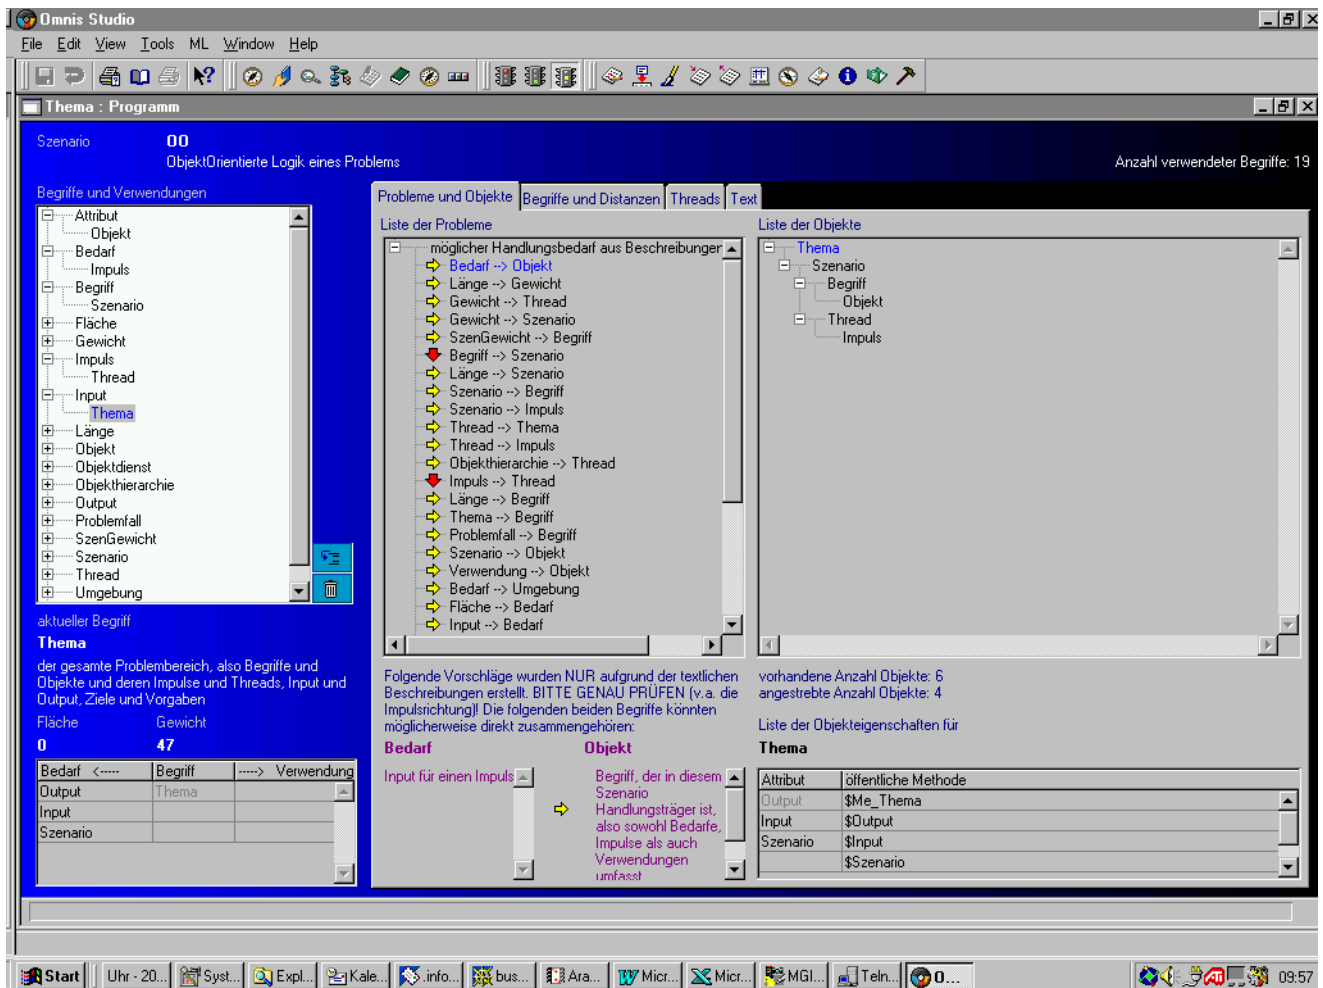 Omnis Studio
File Edit View Tools ML Window Help
Thema : Programm
Szenario OO
ObjektOrientierte Logik eines Problems
Anzahl verwendeter Begriffe: 19
Begriffe und Verwendungen
Attribut
Objekt
Bedarf
Impuls
Begriff
Szenario
Fläche
Gewicht
Impuls
Thread
Input
Thema
Länge
Objekt
Objektdienst
Objekthierarchie
Output
Problemfall
SzenGewicht
Szenario
Thread
Umgebung
aktueller Begriff
Thema
der gesamte Problembereich, also Begriffe und
Objekte und deren Impulse und Threads, Input und
Output, Ziele und Vorgaben
Fläche Gewicht
0 47
Bedarf <----- Begriff -----> Verwendung
Output Thema
Input
Szenario
Probleme und Objekte Begriffe und Distanzen Threads Text
Liste der Probleme
möglicher Handlungsbedarf aus Beschreibunger
Bedarf --> Objekt
Länge --> Gewicht
Gewicht --> Thread
Gewicht --> Szenario
SzenGewicht --> Begriff
Begriff --> Szenario
Länge --> Szenario
Szenario --> Begriff
Szenario --> Impuls
Thread --> Thema
Thread --> Impuls
Objekthierarchie --> Thread
Impuls --> Thread
Länge --> Begriff
Thema --> Begriff
Problemfall --> Begriff
Szenario --> Objekt
Verwendung --> Objekt
Bedarf --> Umgebung
Fläche --> Bedarf
Input --> Bedarf
Folgende Vorschläge wurden NUR aufgrund der textlichen
Beschreibungen erstellt. BITTE GENAU PRÜFEN (v.a. die
Impulsrichtung)! Die folgenden beiden Begriffe könnten
möglicherweise direkt zusammengehören:
Bedarf Objekt
Input für einen Impuls
Begriff, der in diesem
Szenario
Handlungsträger ist,
also sowohl Bedarfe,
Impulse als auch
Verwendungen
umfasst
Liste der Objekte
Thema
Szenario
Begriff
Objekt
Thread
Impuls
vorhandene Anzahl Objekte: 6
angestrebte Anzahl Objekte: 4
Liste der Objekteigenschaften für
Thema
Attribut öffentliche Methode
Output $Me_Thema
Input $Output
Szenario $Input
$Szenario
Start Uhr - 20... Syst... Expl... Kale... .info... bus... Ara... Micr... Micr... MGI... Teln... O... 09:57